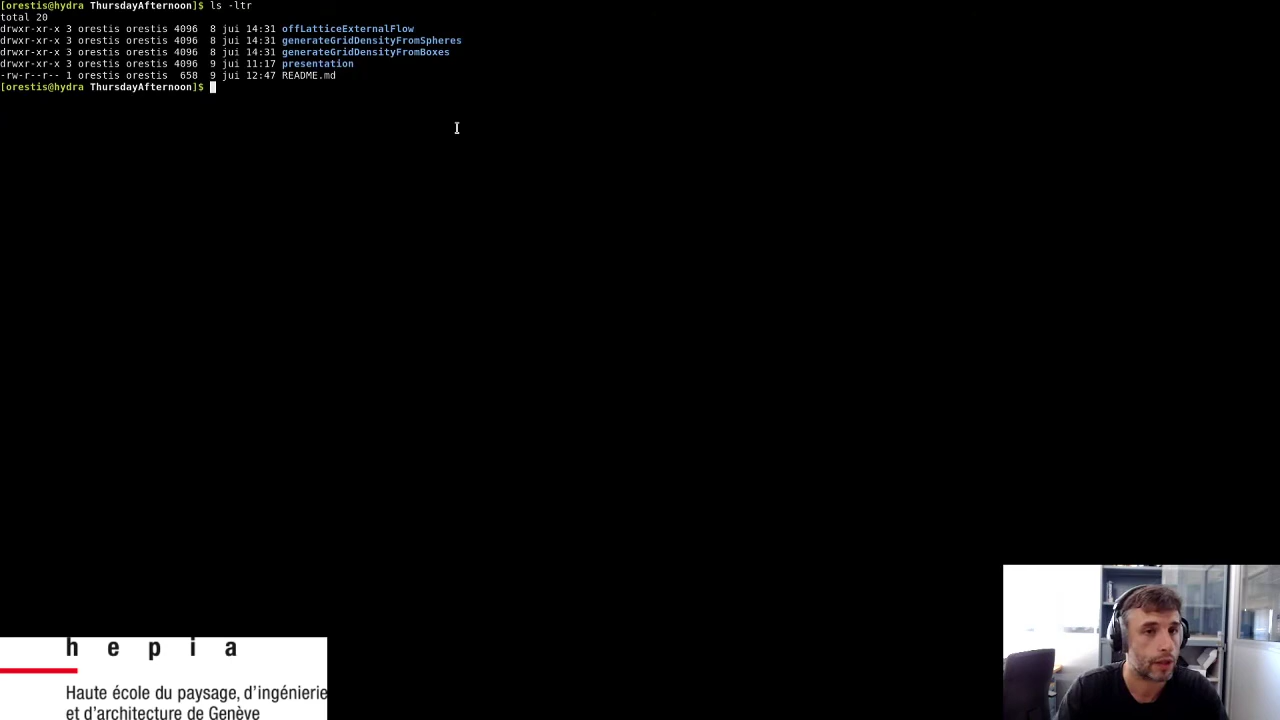 [orestis@hydra ThursdayAfternoon]$ ls -ltr
total 20
drwxr-xr-x 3 orestis orestis 4096  8 jui 14:31 offLatticeExternalFlow
drwxr-xr-x 3 orestis orestis 4096  8 jui 14:31 generateGridDensityFromSpheres
drwxr-xr-x 3 orestis orestis 4096  8 jui 14:31 generateGridDensityFromBoxes
drwxr-xr-x 3 orestis orestis 4096  9 jui 11:17 presentation
-rw-r--r-- 1 orestis orestis  650  9 jui 12:47 README.md
[orestis@hydra ThursdayAfternoon]$
h e p i a
Haute école du paysage, d'ingénierie
et d'architecture de Genève